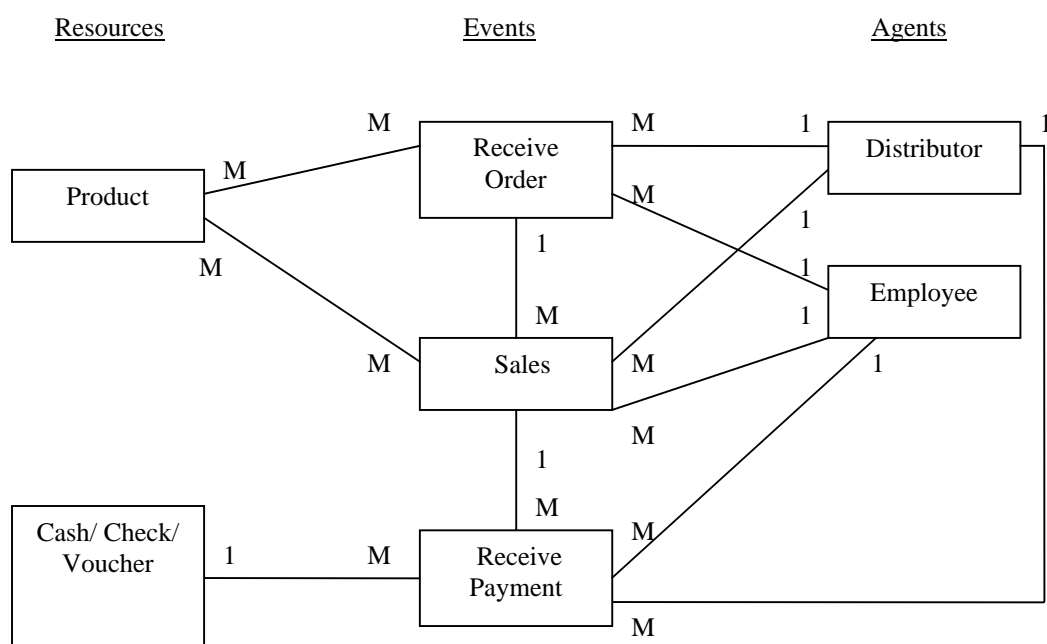 Resources Events Agents
M M 1 1
Receive
Order
Distributor
M
Product
M
1
M
1
1
Employee
M
1
M
Sales
M
1
M
1
M
Cash/ Check/
Voucher
1
M
Receive
Payment
M
M